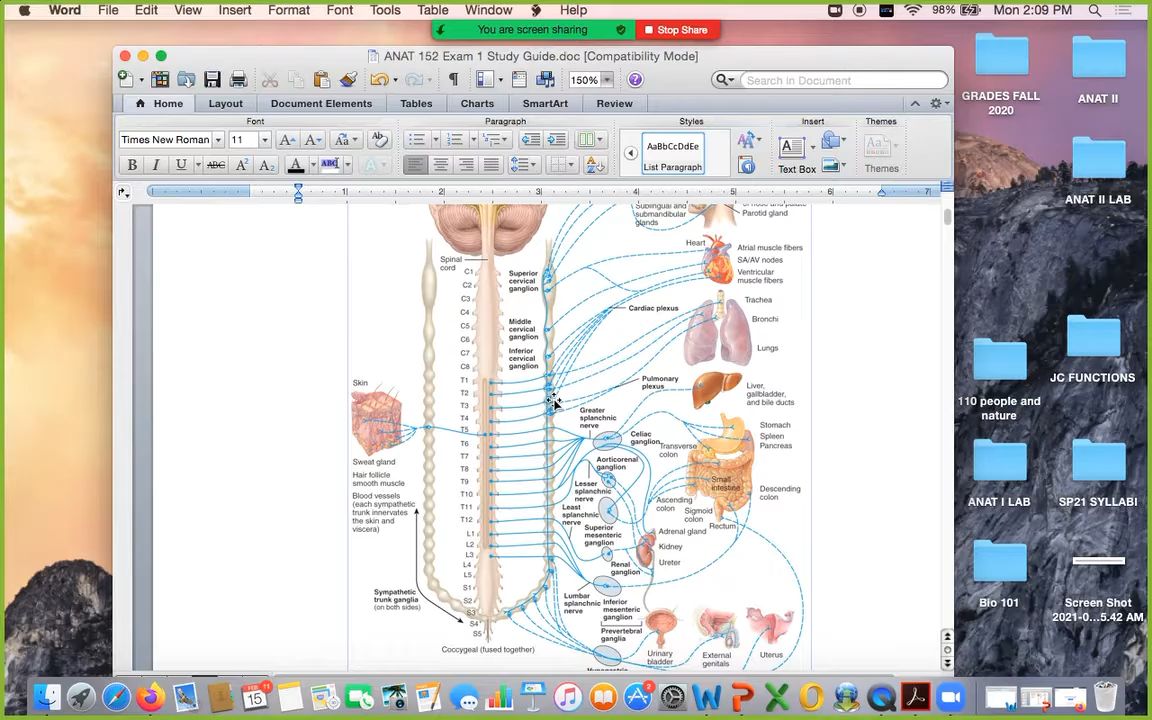 Word File Edit View Insert Format Font Tools Table Window Help 98% Mon 2:09 PM
You are screen sharing Stop Share
ANAT 152 Exam 1 Study Guide.doc [Compatibility Mode]
150% Search in Document
Home Layout Document Elements Tables Charts SmartArt Review
Font Paragraph Styles Insert Themes
Times New Roman 11
AaBbCcDdEe
List Paragraph
Text Box
Themes
1 2 3 4 5 6 7
Sublingual and
submandibular
glands
Parotid gland
Heart
Atrial muscle fibers
SA/AV nodes
Ventricular
muscle fibers
Trachea
Bronchi
Lungs
Spinal
cord
C1
C2
C3
C4
C5
C6
C7
C8
T1
T2
T3
T4
T5
T6
T7
T8
T9
T10
T11
T12
L1
L2
L3
L4
L5
S1
S2
S3
S4
S5
Superior
cervical
ganglion
Middle
cervical
ganglion
Inferior
cervical
ganglion
Cardiac plexus
Pulmonary
plexus
Liver,
gallbladder,
and bile ducts
Greater
splanchnic
nerve
Celiac
ganglion
Stomach
Spleen
Pancreas
Transverse
colon
Aorticorenal
ganglion
Lesser
splanchnic
nerve
Small
intestine
Descending
colon
Ascending
colon
Sigmoid
colon
Rectum
Least
splanchnic
nerve
Superior
mesenteric
ganglion
Adrenal gland
Kidney
Ureter
Renal
ganglion
Lumbar
splanchnic
nerve
Inferior
mesenteric
ganglion
Prevertebral
ganglia
Urinary
bladder
External
genitals
Uterus
Skin
Sweat gland
Hair follicle
smooth muscle
Blood vessels
(each sympathetic
trunk innervates
the skin and
viscera)
Sympathetic
trunk ganglia
(on both sides)
Coccygeal (fused together)
GRADES FALL
2020
ANAT II
ANAT II LAB
JC FUNCTIONS
110 people and
nature
ANAT I LAB
SP21 SYLLABI
Bio 101
Screen Shot
2021-0...5.42 AM
FEB
15